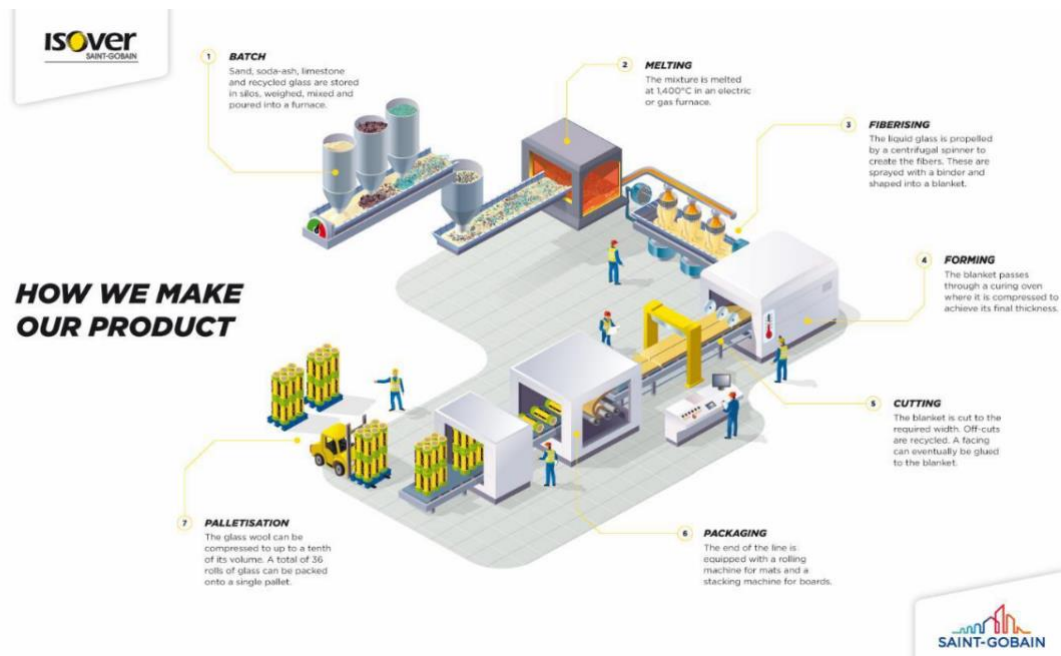 ISOVER
SAINT-GOBAIN
HOW WE MAKE
OUR PRODUCT
1
BATCH
Sand, soda-ash, limestone
and recycled glass are stored
in silos, weighed, mixed and
poured into a furnace.
2
MELTING
The mixture is melted
at 1,400°C in an electric
or gas furnace.
3
FIBERISING
The liquid glass is propelled
by a centrifugal spinner to
create the fibers. These are
sprayed with a binder and
shaped into a blanket.
4
FORMING
The blanket passes
through a curing oven
where it is compressed to
achieve its final thickness.
5
CUTTING
The blanket is cut to the
required width. Off-cuts
are recycled. A facing
can eventually be glued
to the blanket.
6
PACKAGING
The end of the line is
equipped with a rolling
machine for mats and a
stacking machine for boards.
7
PALLETISATION
The glass wool can be
compressed to up to a tenth
of its volume. A total of 36
rolls of glass can be packed
onto a single pallet.
SAINT-GOBAIN